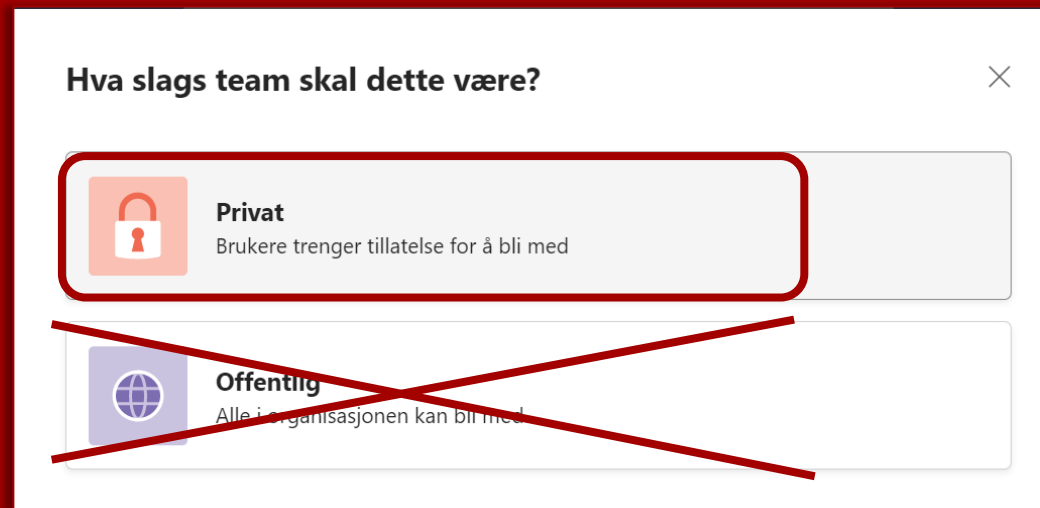 Hva slags team skal dette være?
Privat
Brukere trenger tillatelse for å bli med
Offentlig
Alle i organisasjonen kan bli med